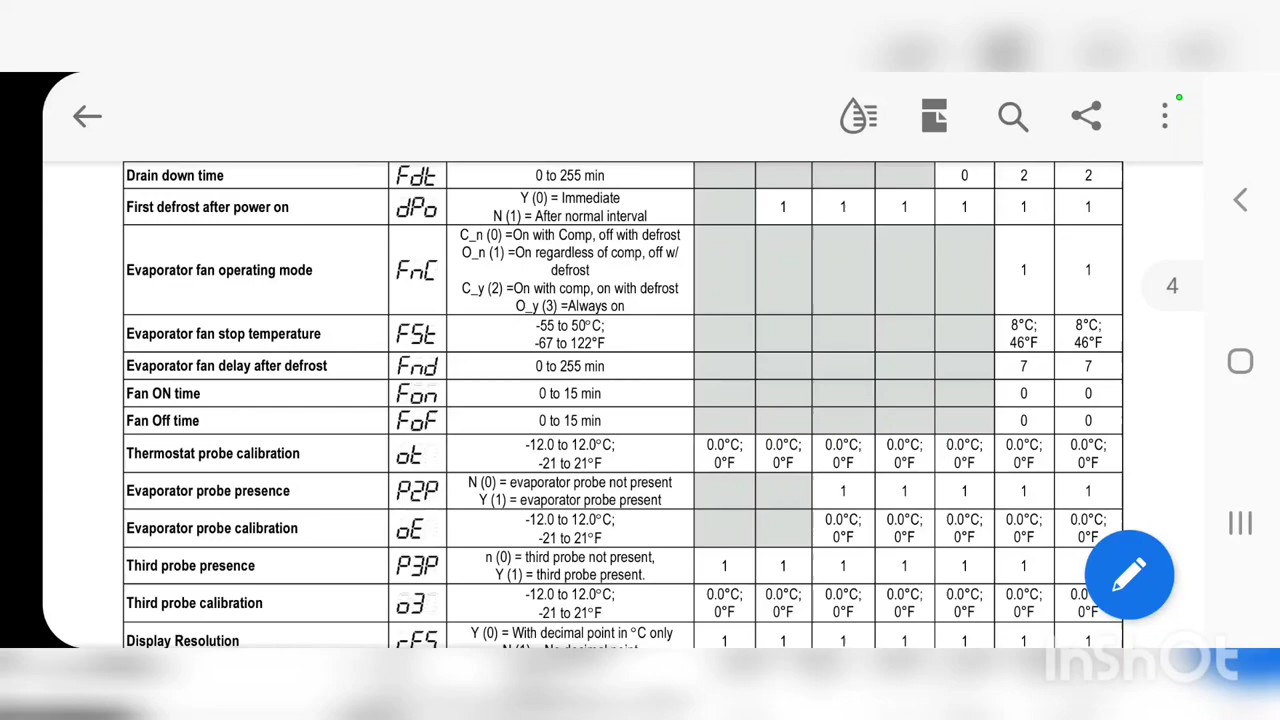 Drain down time Fdt 0 to 255 min 0 2 2
First defrost after power on dPo Y (0) = Immediate 1 1 1 1 1 1
N (1) = After normal interval
Evaporator fan operating mode FnC C_n (0) =On with Comp, off with defrost 1 1
O_n (1) =On regardless of comp, off w/
defrost
C_y (2) =On with comp, on with defrost
O_y (3) =Always on
4
Evaporator fan stop temperature FSt -55 to 50°C; 8°C; 8°C;
-67 to 122°F 46°F 46°F
Evaporator fan delay after defrost Fnd 0 to 255 min 7 7
Fan ON time Fon 0 to 15 min 0 0
Fan Off time FoF 0 to 15 min 0 0
Thermostat probe calibration ot -12.0 to 12.0°C; 0.0°C; 0.0°C; 0.0°C; 0.0°C; 0.0°C; 0.0°C; 0.0°C;
-21 to 21°F 0°F 0°F 0°F 0°F 0°F 0°F 0°F
Evaporator probe presence P2P N (0) = evaporator probe not present 1 1 1 1 1
Y (1) = evaporator probe present
Evaporator probe calibration oE -12.0 to 12.0°C; 0.0°C; 0.0°C; 0.0°C; 0.0°C; 0.0°C;
-21 to 21°F 0°F 0°F 0°F 0°F 0°F
Third probe presence P3P n (0) = third probe not present, 1 1 1 1 1 1
Y (1) = third probe present.
Third probe calibration o3 -12.0 to 12.0°C; 0.0°C; 0.0°C; 0.0°C; 0.0°C; 0.0°C; 0.0°C; 0.0°C;
-21 to 21°F 0°F 0°F 0°F 0°F 0°F 0°F 0°F
Display Resolution rES Y (0) = With decimal point in °C only 1 1 1 1 1 1 1
N (1) = No decimal point
InShOt